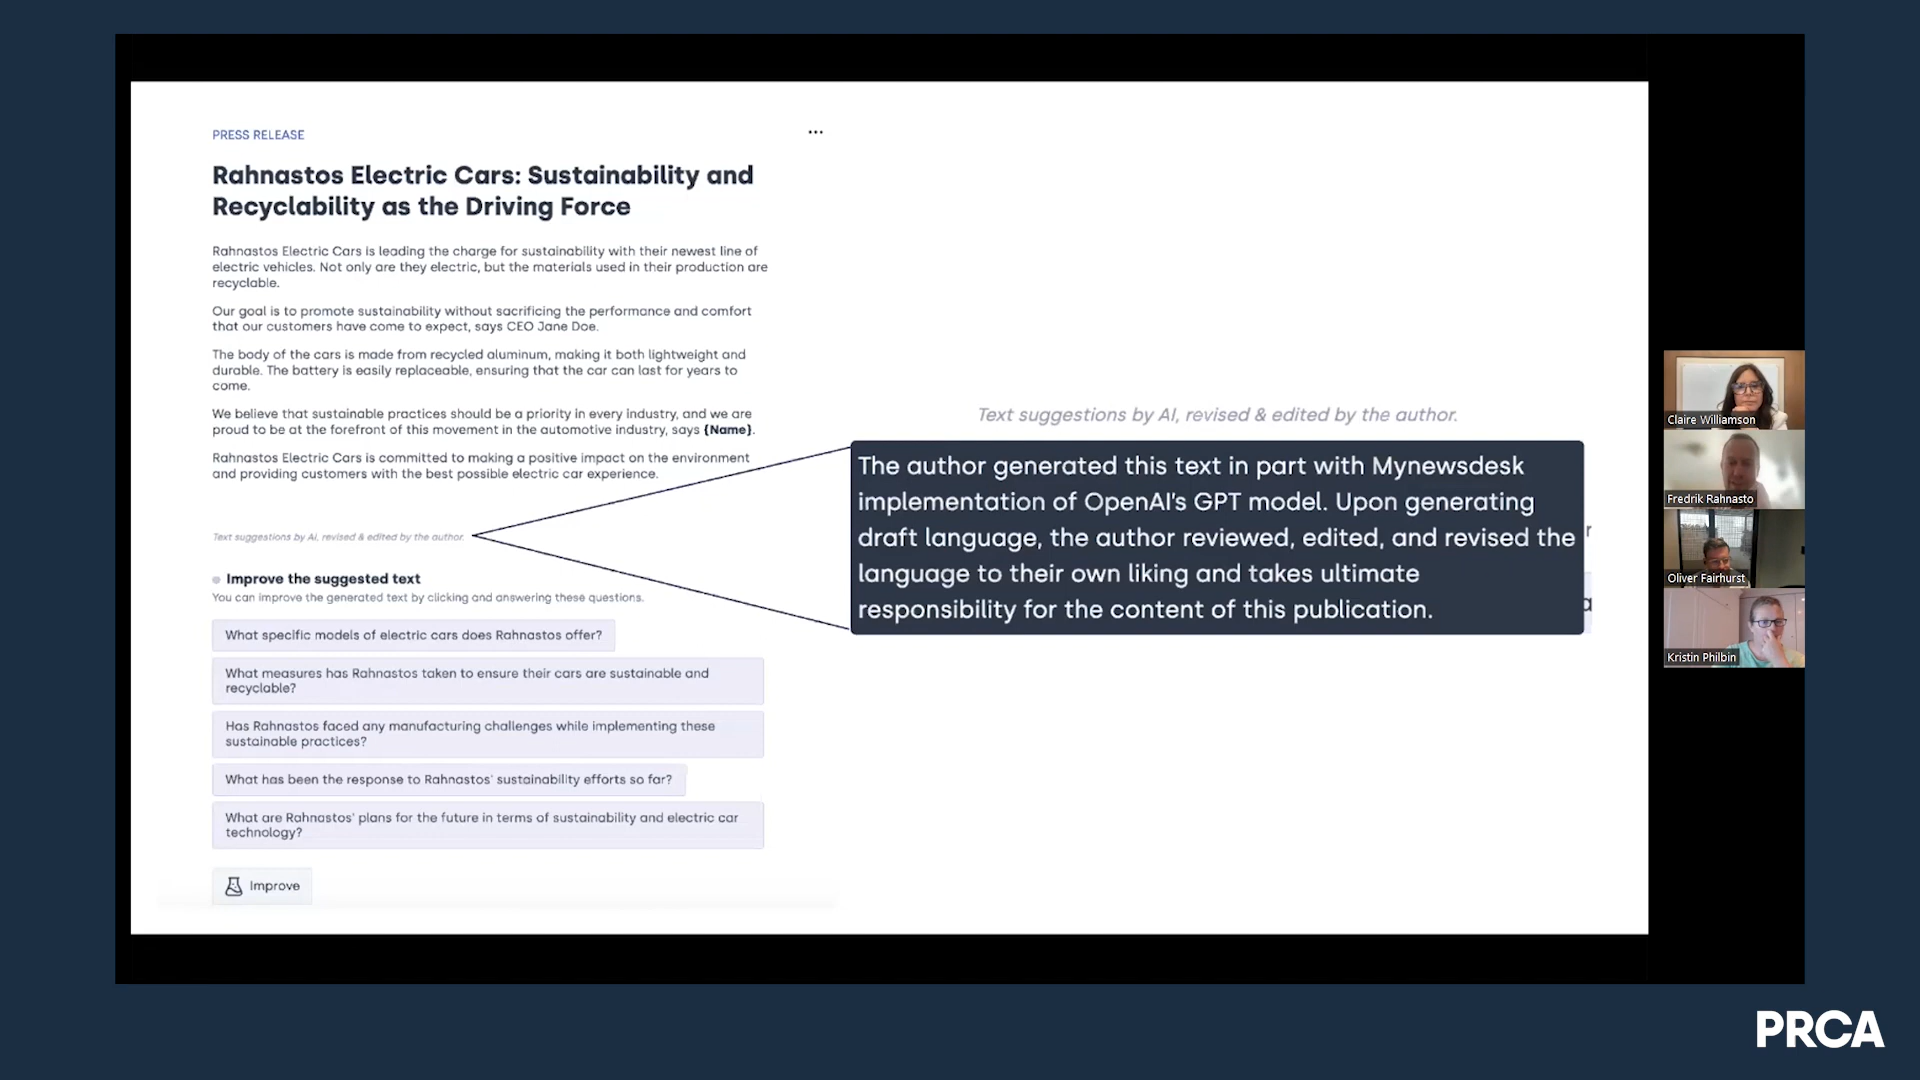 PRESS RELEASE
...
Rahnastos Electric Cars: Sustainability and
Recyclability as the Driving Force
Rahnastos Electric Cars is leading the charge for sustainability with their newest line of
electric vehicles. Not only are they electric, but the materials used in their production are
recyclable.
Our goal is to promote sustainability without sacrificing the performance and comfort
that our customers have come to expect, says CEO Jane Doe.
The body of the cars is made from recycled aluminum, making it both lightweight and
durable. The battery is easily replaceable, ensuring that the car can last for years to
come.
We believe that sustainable practices should be a priority in every industry, and we are
proud to be at the forefront of this movement in the automotive industry, says {Name}.
Rahnastos Electric Cars is committed to making a positive impact on the environment
and providing customers with the best possible electric car experience.
Text suggestions by AI, revised & edited by the author.
Improve the suggested text
You can improve the generated text by clicking and answering these questions.
What specific models of electric cars does Rahnastos offer?
What measures has Rahnastos taken to ensure their cars are sustainable and
recyclable?
Has Rahnastos faced any manufacturing challenges while implementing these
sustainable practices?
What has been the response to Rahnastos' sustainability efforts so far?
What are Rahnastos' plans for the future in terms of sustainability and electric car
technology?
Improve
Text suggestions by AI, revised & edited by the author.
The author generated this text in part with Mynewsdesk
implementation of OpenAI's GPT model. Upon generating
draft language, the author reviewed, edited, and revised the
language to their own liking and takes ultimate
responsibility for the content of this publication.
Claire Williamson
Fredrik Rahnasto
Oliver Fairhurst
Kristin Philbin
PRCA